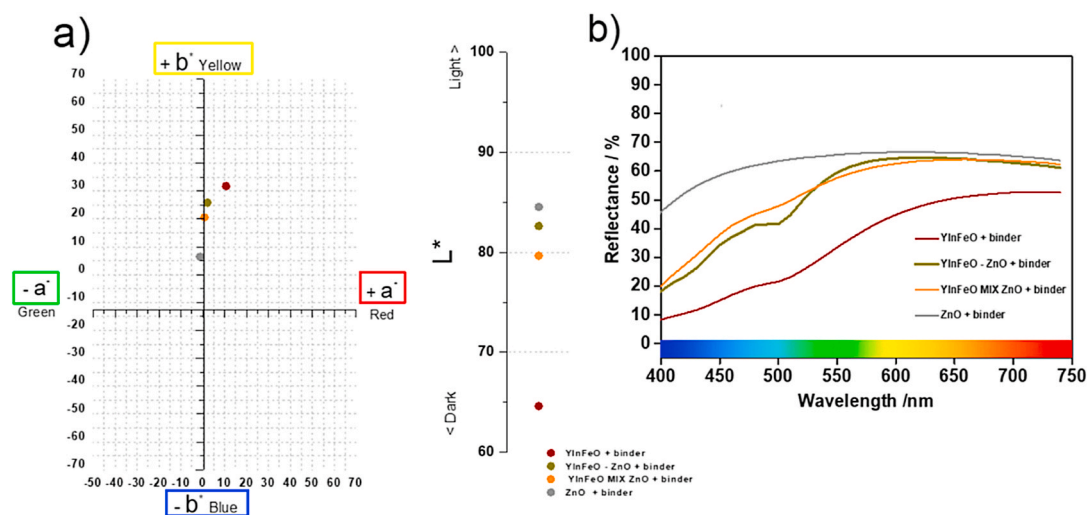 a)
+ b* Yellow
70
60
50
40
30
20
10
0
-10
-20
-30
-40
-50
-60
-70
-50 -40 -30 -20 -10 0 10 20 30 40 50 60 70
- a*
Green
+ a*
Red
- b* Blue
Light >
L*
< Dark
100
90
80
70
60
YInFeO + binder
YInFeO - ZnO + binder
YInFeO MIX ZnO + binder
ZnO + binder
b)
Reflectance / %
100
90
80
70
60
50
40
30
20
10
0
YInFeO + binder
YInFeO - ZnO + binder
YInFeO MIX ZnO + binder
ZnO + binder
400 450 500 550 600 650 700 750
Wavelength /nm